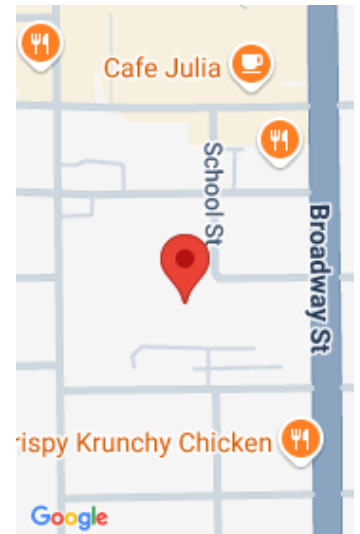 Cafe Julia
School St
Broadway St
rispy Krunchy Chicken
Google